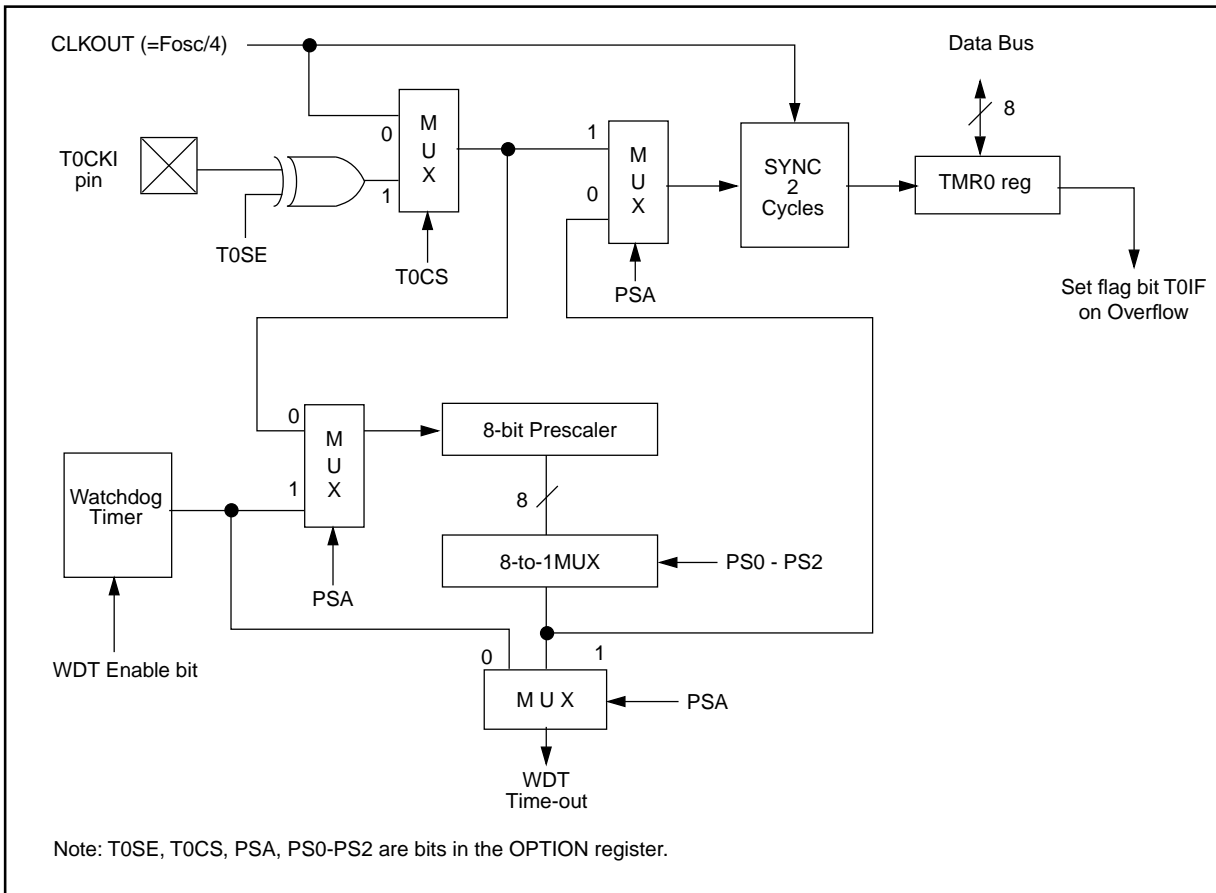 CLKOUT (=Fosc/4)
Data Bus
8
0
M
U
X
1
T0CKI
pin
T0SE
T0CS
1
0
M
U
X
PSA
SYNC
2
Cycles
TMR0 reg
Set flag bit T0IF
on Overflow
0
M
U
X
1
8-bit Prescaler
Watchdog
Timer
8
8-to-1MUX
PS0 - PS2
PSA
WDT Enable bit
0
1
M U X
PSA
WDT
Time-out
Note: T0SE, T0CS, PSA, PS0-PS2 are bits in the OPTION register.